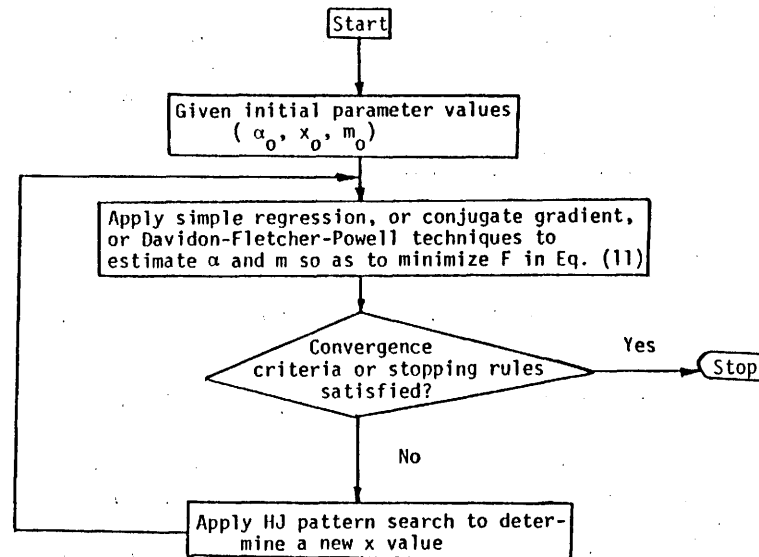 Start
Given initial parameter values
( α₀, x₀, m₀)
Apply simple regression, or conjugate gradient,
or Davidon-Fletcher-Powell techniques to
estimate α and m so as to minimize F in Eq. (11)
Convergence
criteria or stopping rules
satisfied?
Yes
Stop
No
Apply HJ pattern search to deter-
mine a new x value